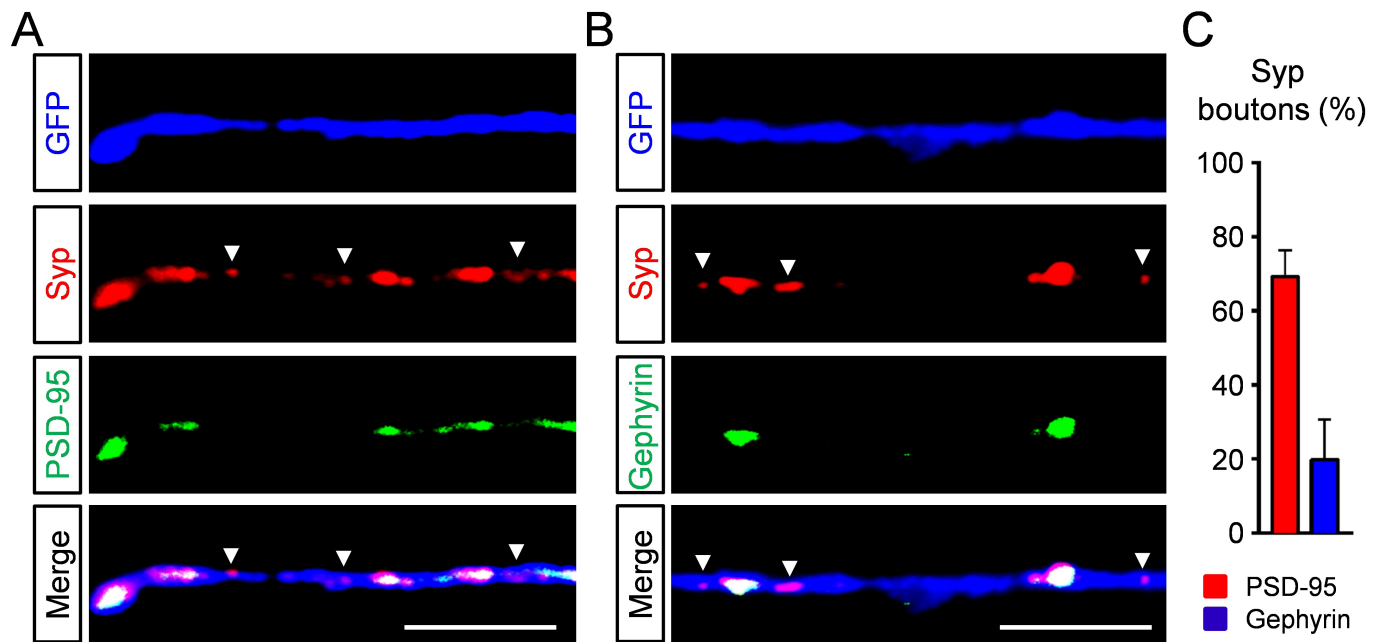 A
GFP
Syp
PSD-95
Merge
B
GFP
Syp
Gephyrin
Merge
C
Syp
boutons (%)
100
80
60
40
20
0
PSD-95
Gephyrin